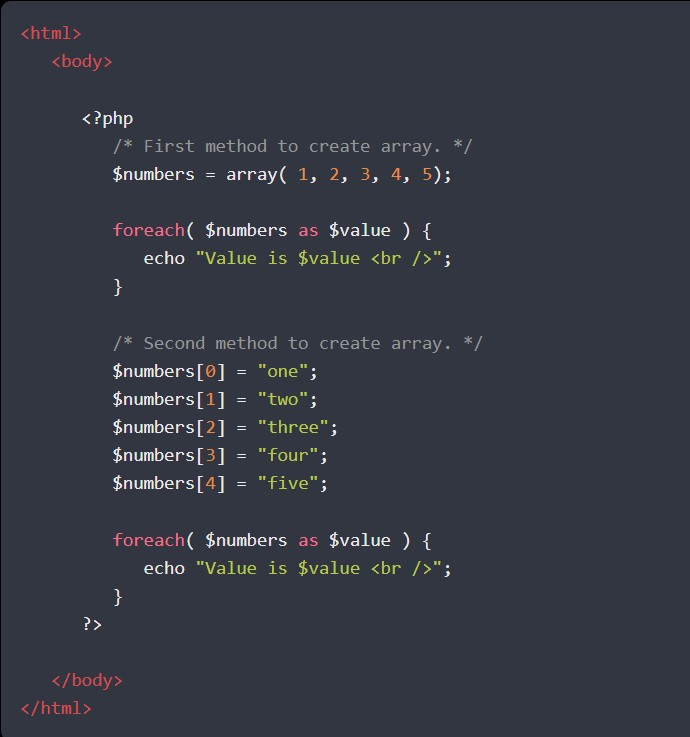 <html>
<body>
<?php
/* First method to create array. */
$numbers = array( 1, 2, 3, 4, 5);
foreach( $numbers as $value ) {
echo "Value is $value <br />";
}
/* Second method to create array. */
$numbers[0] = "one";
$numbers[1] = "two";
$numbers[2] = "three";
$numbers[3] = "four";
$numbers[4] = "five";
foreach( $numbers as $value ) {
echo "Value is $value <br />";
}
?>
</body>
</html>